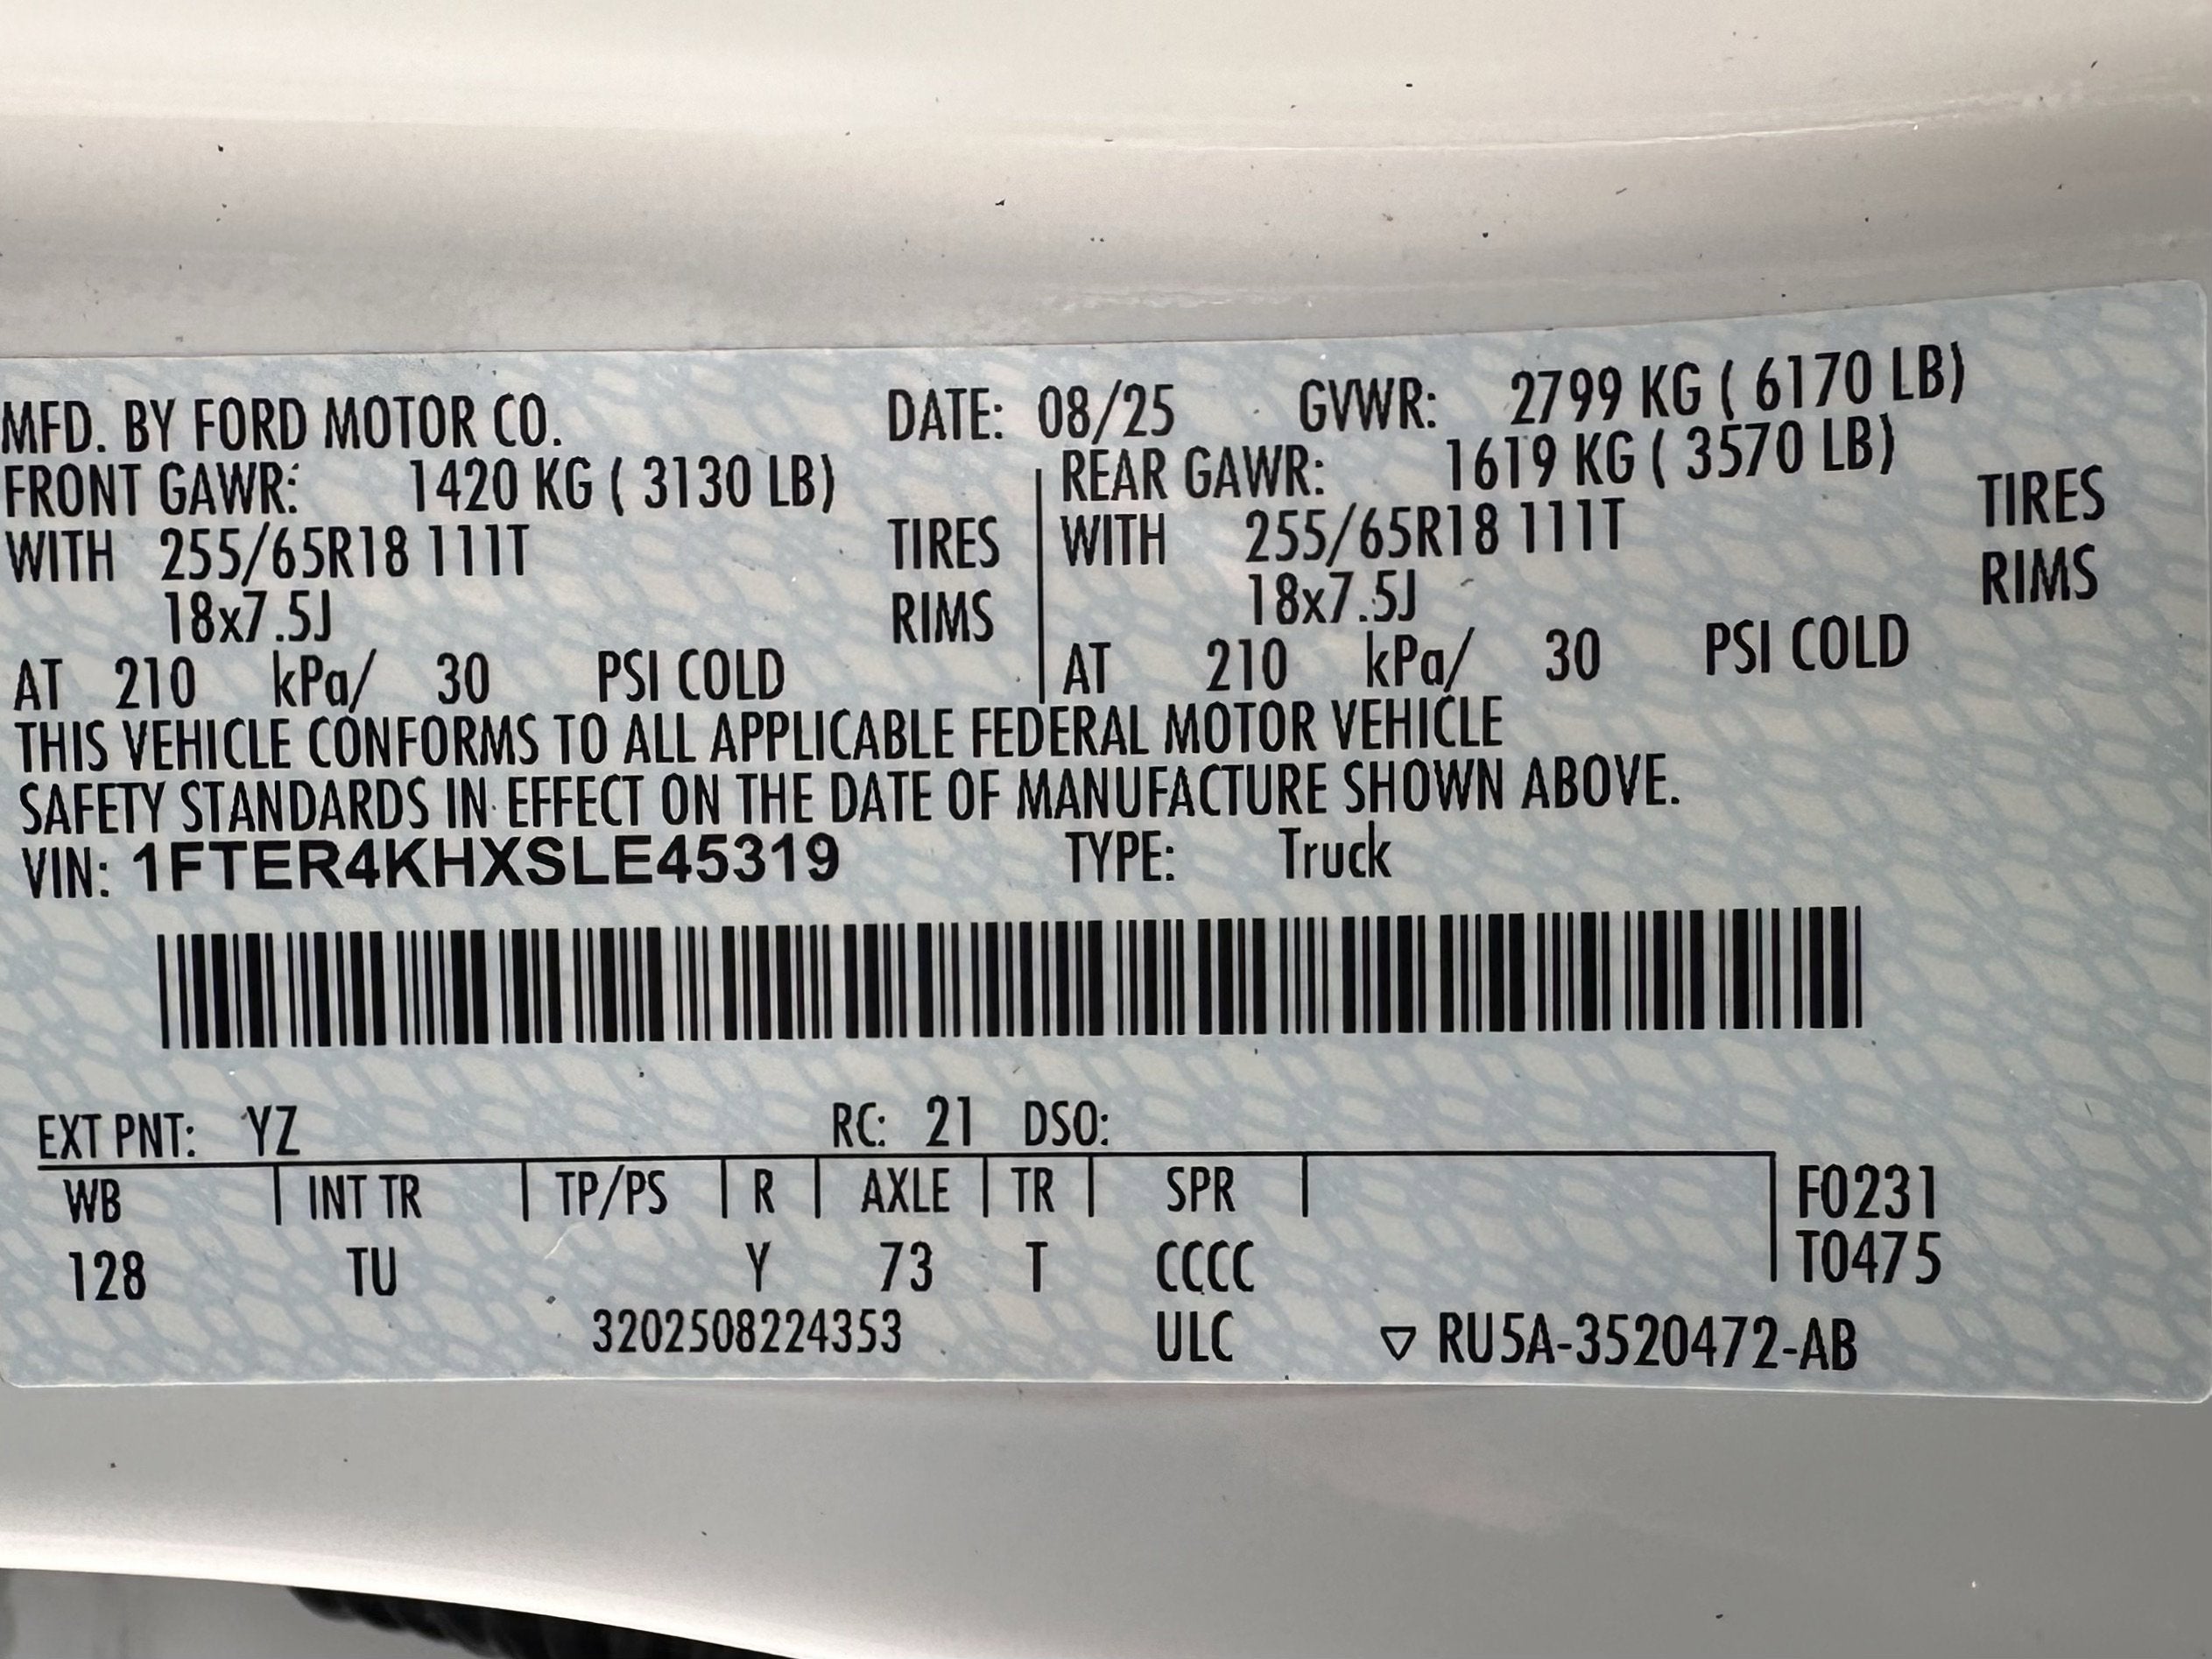 MFD. BY FORD MOTOR CO. DATE: 08/25 GVWR: 2799 KG ( 6170 LB)
FRONT GAWR: 1420 KG ( 3130 LB) REAR GAWR: 1619 KG ( 3570 LB)
WITH 255/65R18 111T TIRES WITH 255/65R18 111T TIRES
18x7.5J RIMS 18x7.5J RIMS
AT 210 kPa/ 30 PSI COLD AT 210 kPa/ 30 PSI COLD
THIS VEHICLE CONFORMS TO ALL APPLICABLE FEDERAL MOTOR VEHICLE
SAFETY STANDARDS IN EFFECT ON THE DATE OF MANUFACTURE SHOWN ABOVE.
VIN: 1FTER4KHXSLE45319 TYPE: Truck
EXT PNT: YZ RC: 21 DSO:
WB INT TR TP/PS R AXLE TR SPR F0231
128 TU Y 73 T CCCC T0475
3202508224353 ULC ▽ RU5A-3520472-AB